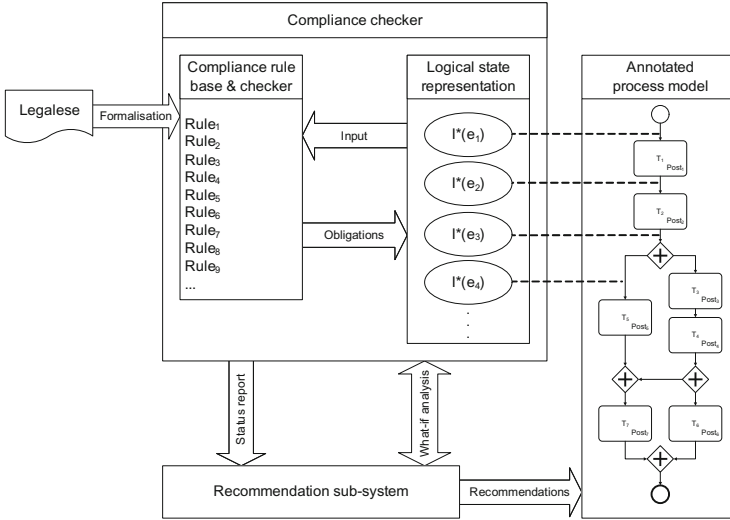 Compliance checker
Compliance rule
base & checker
Logical state
representation
Annotated
process model
Legalese
Formalisation
Rule₁
Rule₂
Rule₃
Rule₄
Rule₅
Rule₆
Rule₇
Rule₈
Rule₉
...
Input
Obligations
I*(e₁)
I*(e₂)
I*(e₃)
I*(e₄)
.
.
.
T₁
Post₁
T₂
Post₂
T₃
Post₃
T₅
Post₅
T₄
Post₄
T₇
Post₇
T₆
Post₆
Status report
What-if analysis
Recommendation sub-system
Recommendations